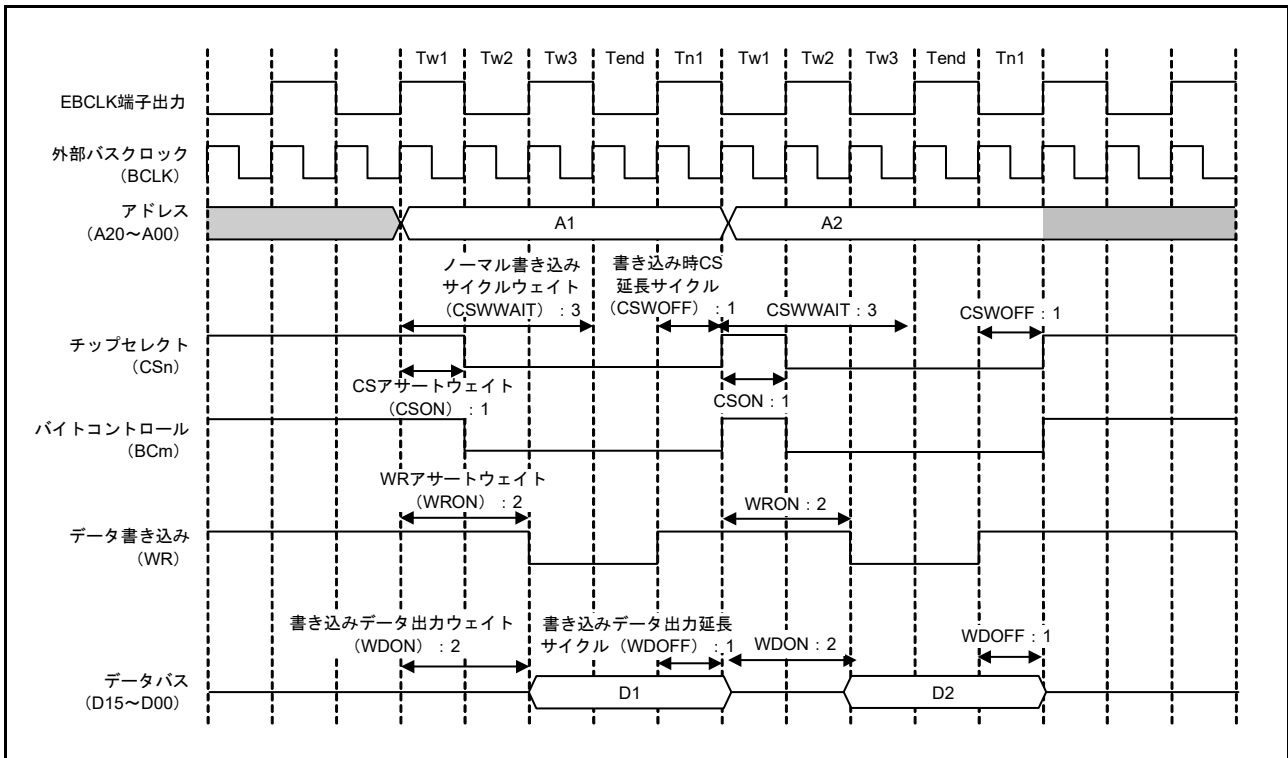 Tw1 Tw2 Tw3 Tend Tn1 Tw1 Tw2 Tw3 Tend Tn1
EBCLK端子出力
外部バスクロック
（BCLK）
アドレス
（A20～A00）
A1 A2
ノーマル書き込み
サイクルウェイト
（CSWWAIT）：3
書き込み時CS
延長サイクル
（CSWOFF）：1
CSWWAIT：3
CSWOFF：1
チップセレクト
（CSn）
CSアサートウェイト
（CSON）：1
CSON：1
バイトコントロール
（BCm）
WRアサートウェイト
（WRON）：2
WRON：2
データ書き込み
（WR）
書き込みデータ出力ウェイト
（WDON）：2
書き込みデータ出力延長
サイクル（WDOFF）：1
WDON：2
WDOFF：1
データバス
（D15～D00）
D1 D2